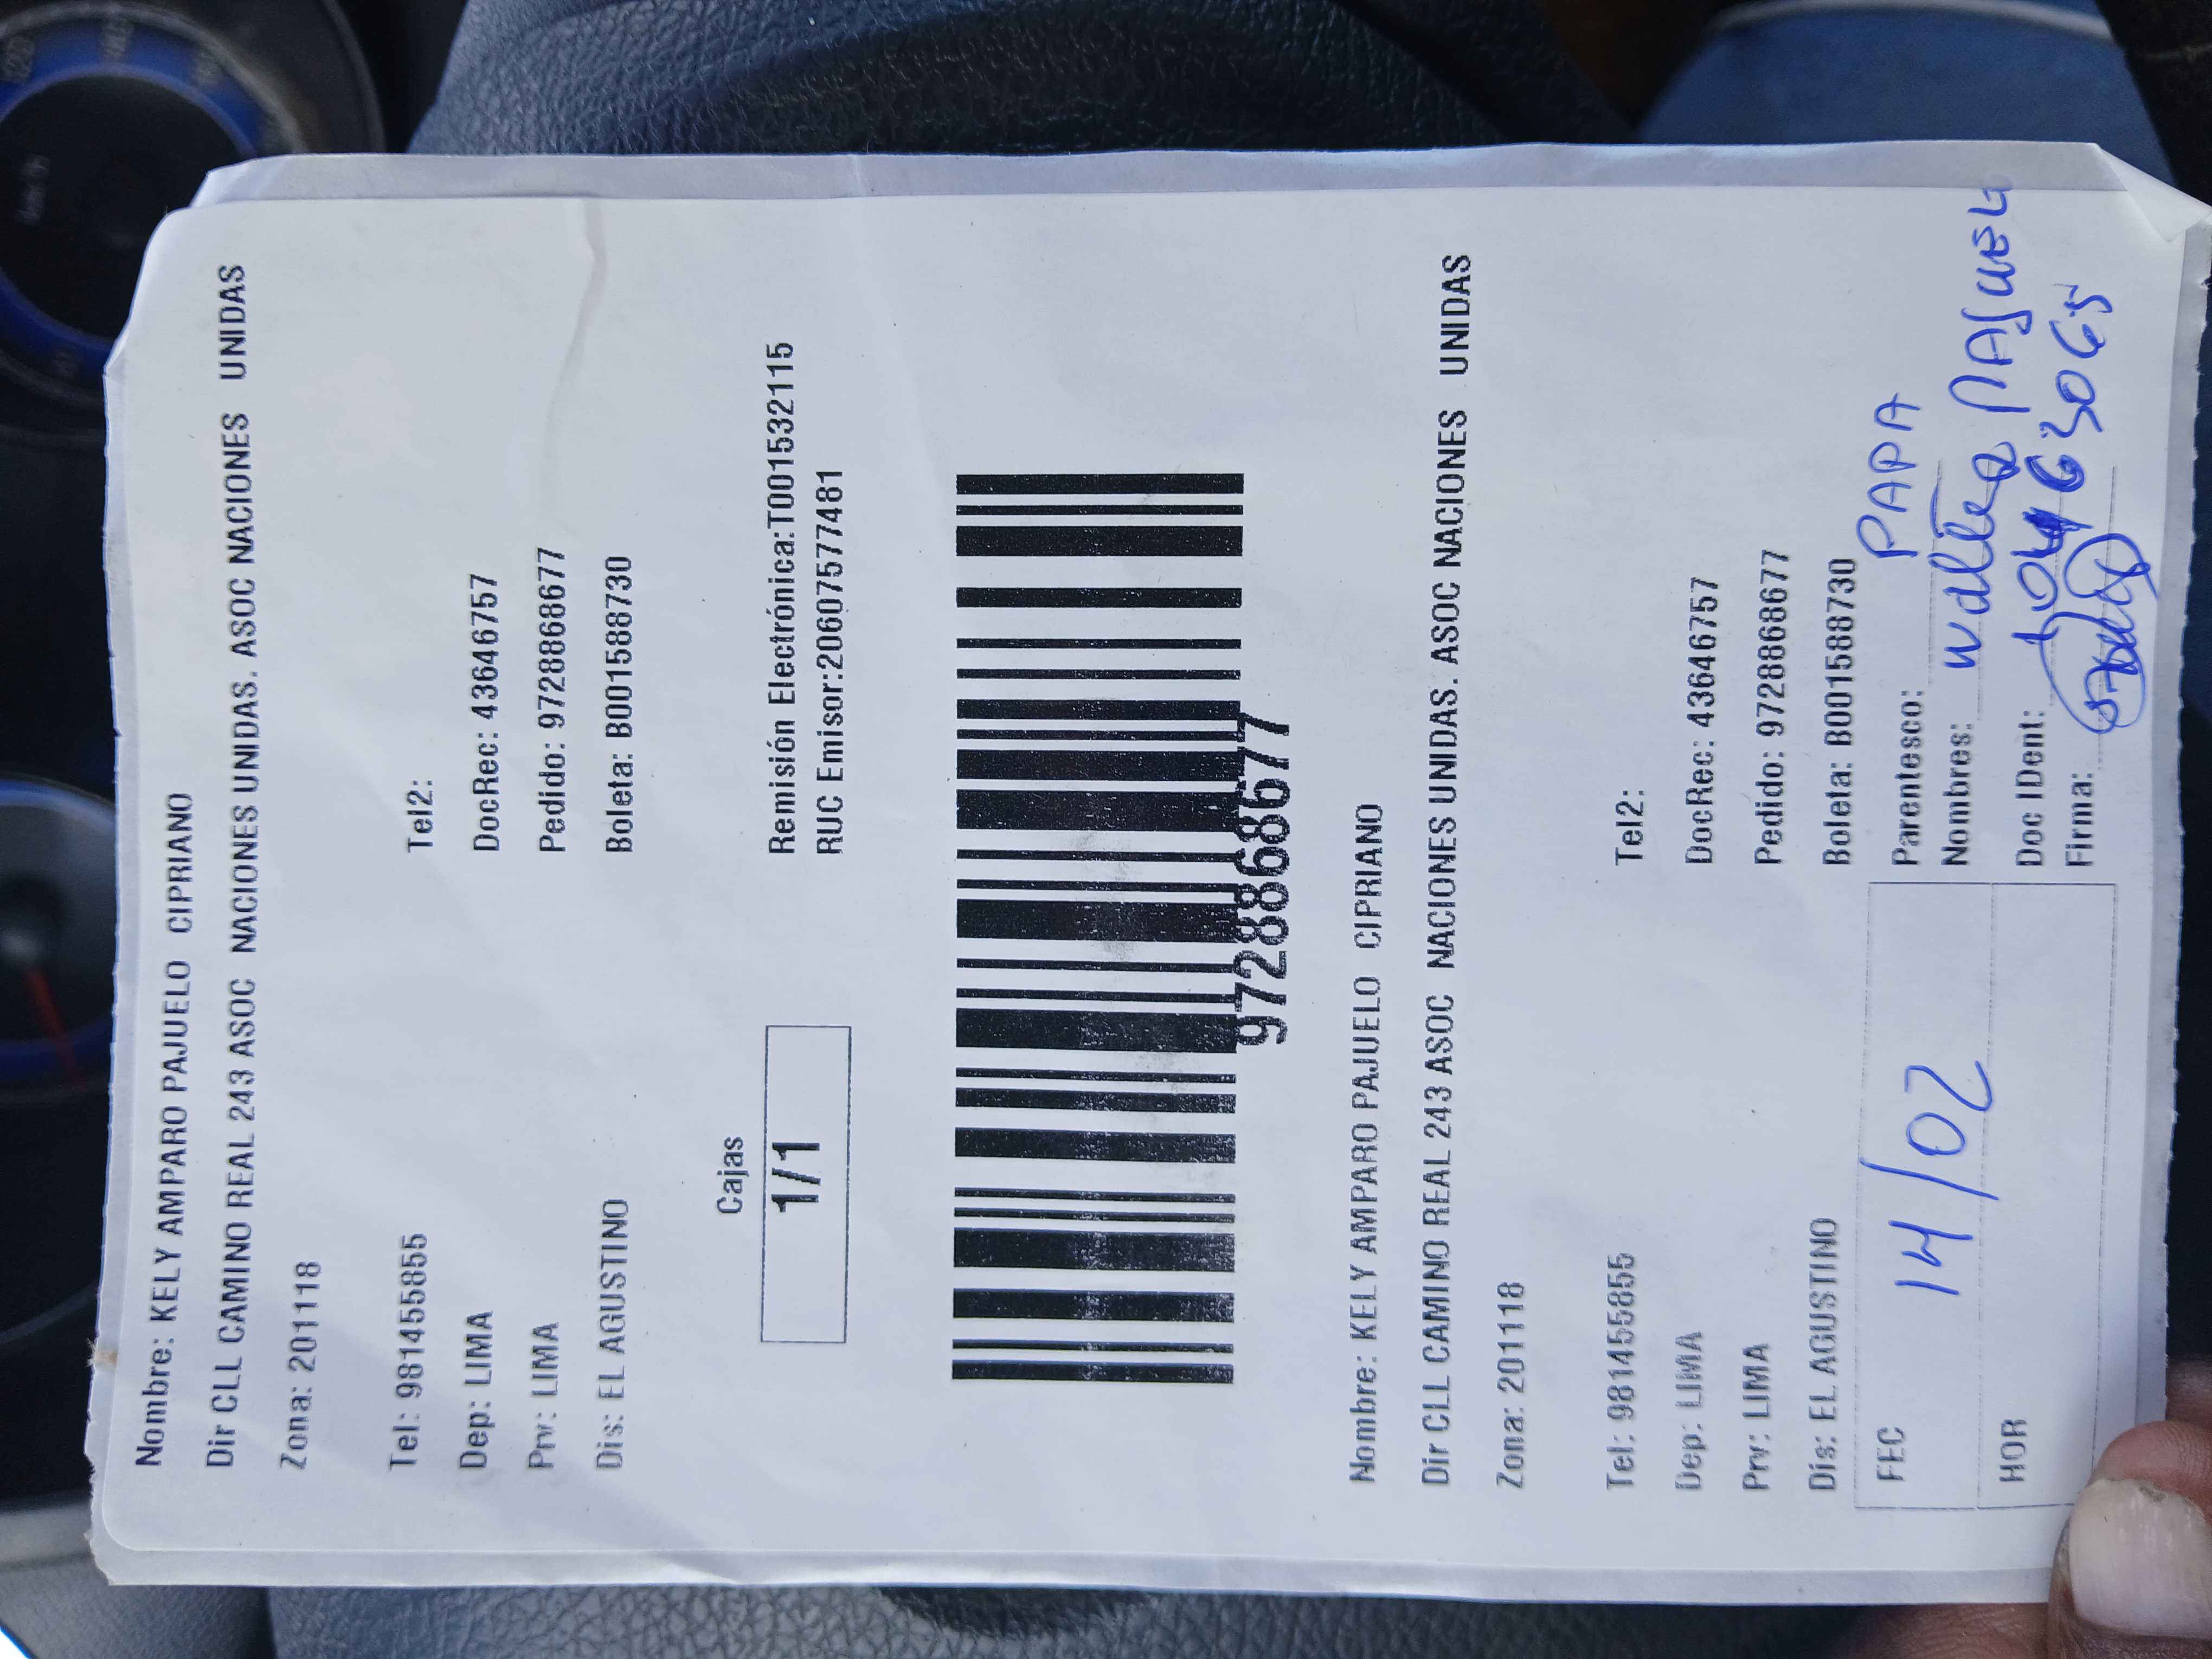 Nombre: KELY AMPARO PAJUELO CIPRIANO
Dir CLL CAMINO REAL 243 ASOC NACIONES UNIDAS. ASOC NACIONES UNIDAS
Zona: 201118
Tel: 981455855 Tel2:
Dep: LIMA DocRec: 43646757
Prv: LIMA Pedido: 9728868677
Dis: EL AGUSTINO Boleta: B001588730
Cajas
1/1
Remisión Electrónica:T001532115
RUC Emisor:20607577481
9728868677
Nombre: KELY AMPARO PAJUELO CIPRIANO
Dir CLL CAMINO REAL 243 ASOC NACIONES UNIDAS. ASOC NACIONES UNIDAS
Zona: 201118
Tel: 981455855 Tel2:
Dep: LIMA DocRec: 43646757
Prv: LIMA Pedido: 9728868677
Dis: EL AGUSTINO Boleta: B001588730
FEC 14/02
HOR
Parentesco: PAPA
Nombres: Walter
Doc IDent:
Firma: